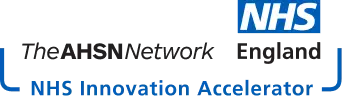 NHS
TheAHSNNetwork England
NHS Innovation Accelerator